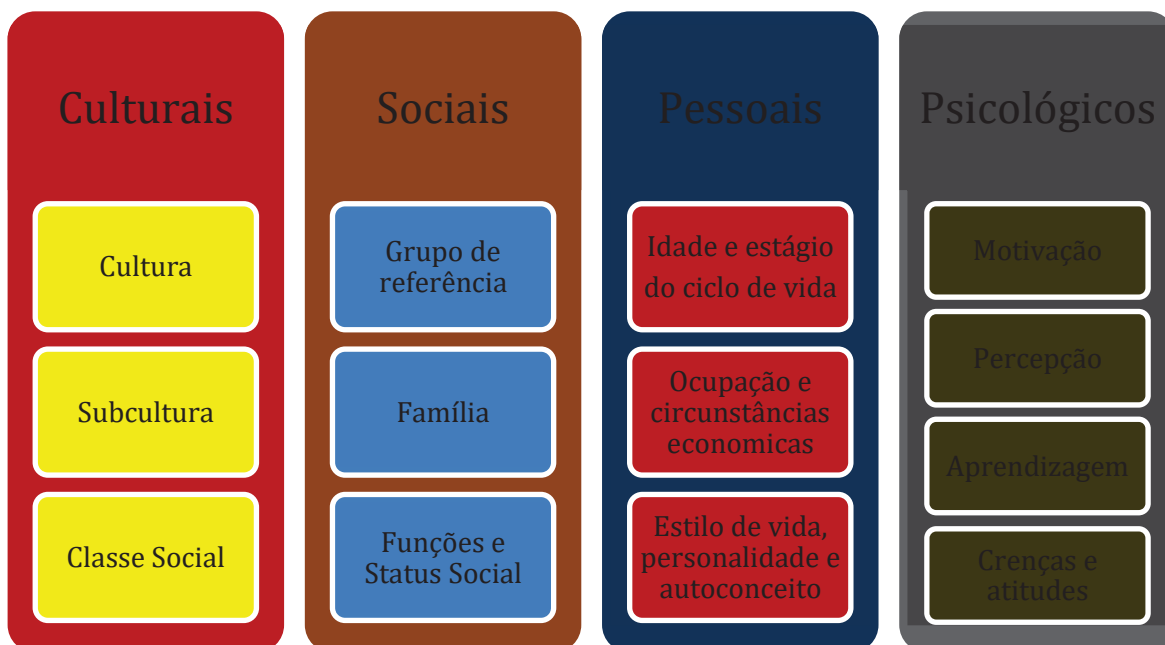 Culturais
Cultura
Subcultura
Classe Social
Sociais
Grupo de
referência
Família
Funções e
Status Social
Pessoais
Idade e estágio
do ciclo de vida
Ocupação e
circunstâncias
economicas
Estilo de vida,
personalidade e
autoconceito
Psicológicos
Motivação
Percepção
Aprendizagem
Crenças e
atitudes